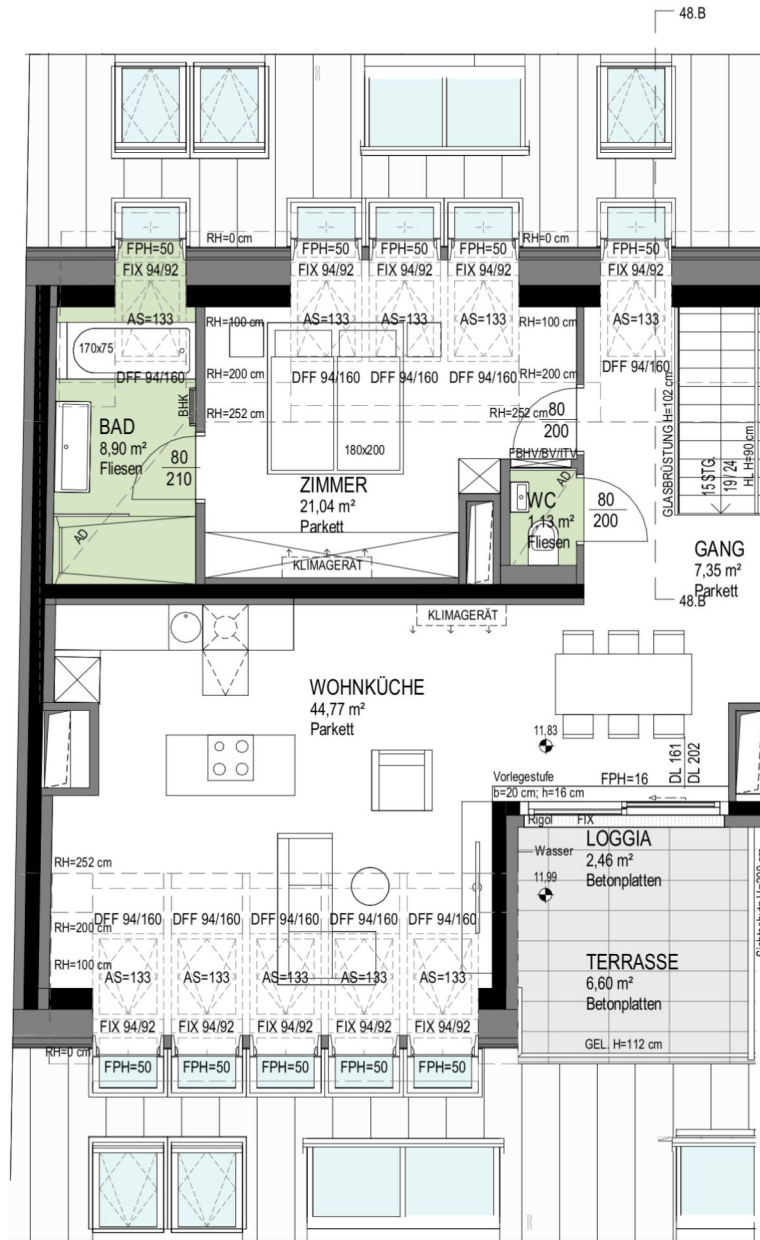 48.B
RH=0 cm
RH=0 cm
FPH=50
FPH=50
FPH=50
FPH=50
FPH=50
FIX 94/92
FIX 94/92
FIX 94/92
FIX 94/92
FIX 94/92
AS=133
RH=100 cm
AS=133
AS=133
AS=133
RH=100 cm
AS=133
170x75
DFF 94/160
RH=200 cm
DFF 94/160
DFF 94/160
DFF 94/160
RH=200 cm
DFF 94/160
BHK
RH=252 cm
RH=252 cm
80
200
BAD
8,90 m²
Fliesen
80
210
AD
180x200
ZIMMER
21,04 m²
Parkett
KLIMAGERÄT
FBHV/BV/ITV
AD
WC
1,13 m²
Fliesen
80
200
GLASBRÜSTUNG H=102 cm
15 STG.
19/24
HL H=90 cm
GANG
7,35 m²
Parkett
48.B
KLIMAGERÄT
WOHNKÜCHE
44,77 m²
Parkett
11,83
DL 161
DL 202
Vorlegestufe
b=20 cm; h=16 cm
FPH=16
Rigol
FIX
Wasser
LOGGIA
2,46 m²
Betonplatten
11,99
TERRASSE
6,60 m²
Betonplatten
GEL. H=112 cm
RH=252 cm
DFF 94/160
DFF 94/160
DFF 94/160
DFF 94/160
DFF 94/160
RH=200 cm
RH=100 cm
AS=133
AS=133
AS=133
AS=133
AS=133
FIX 94/92
FIX 94/92
FIX 94/92
FIX 94/92
FIX 94/92
RH=0 cm
FPH=50
FPH=50
FPH=50
FPH=50
FPH=50